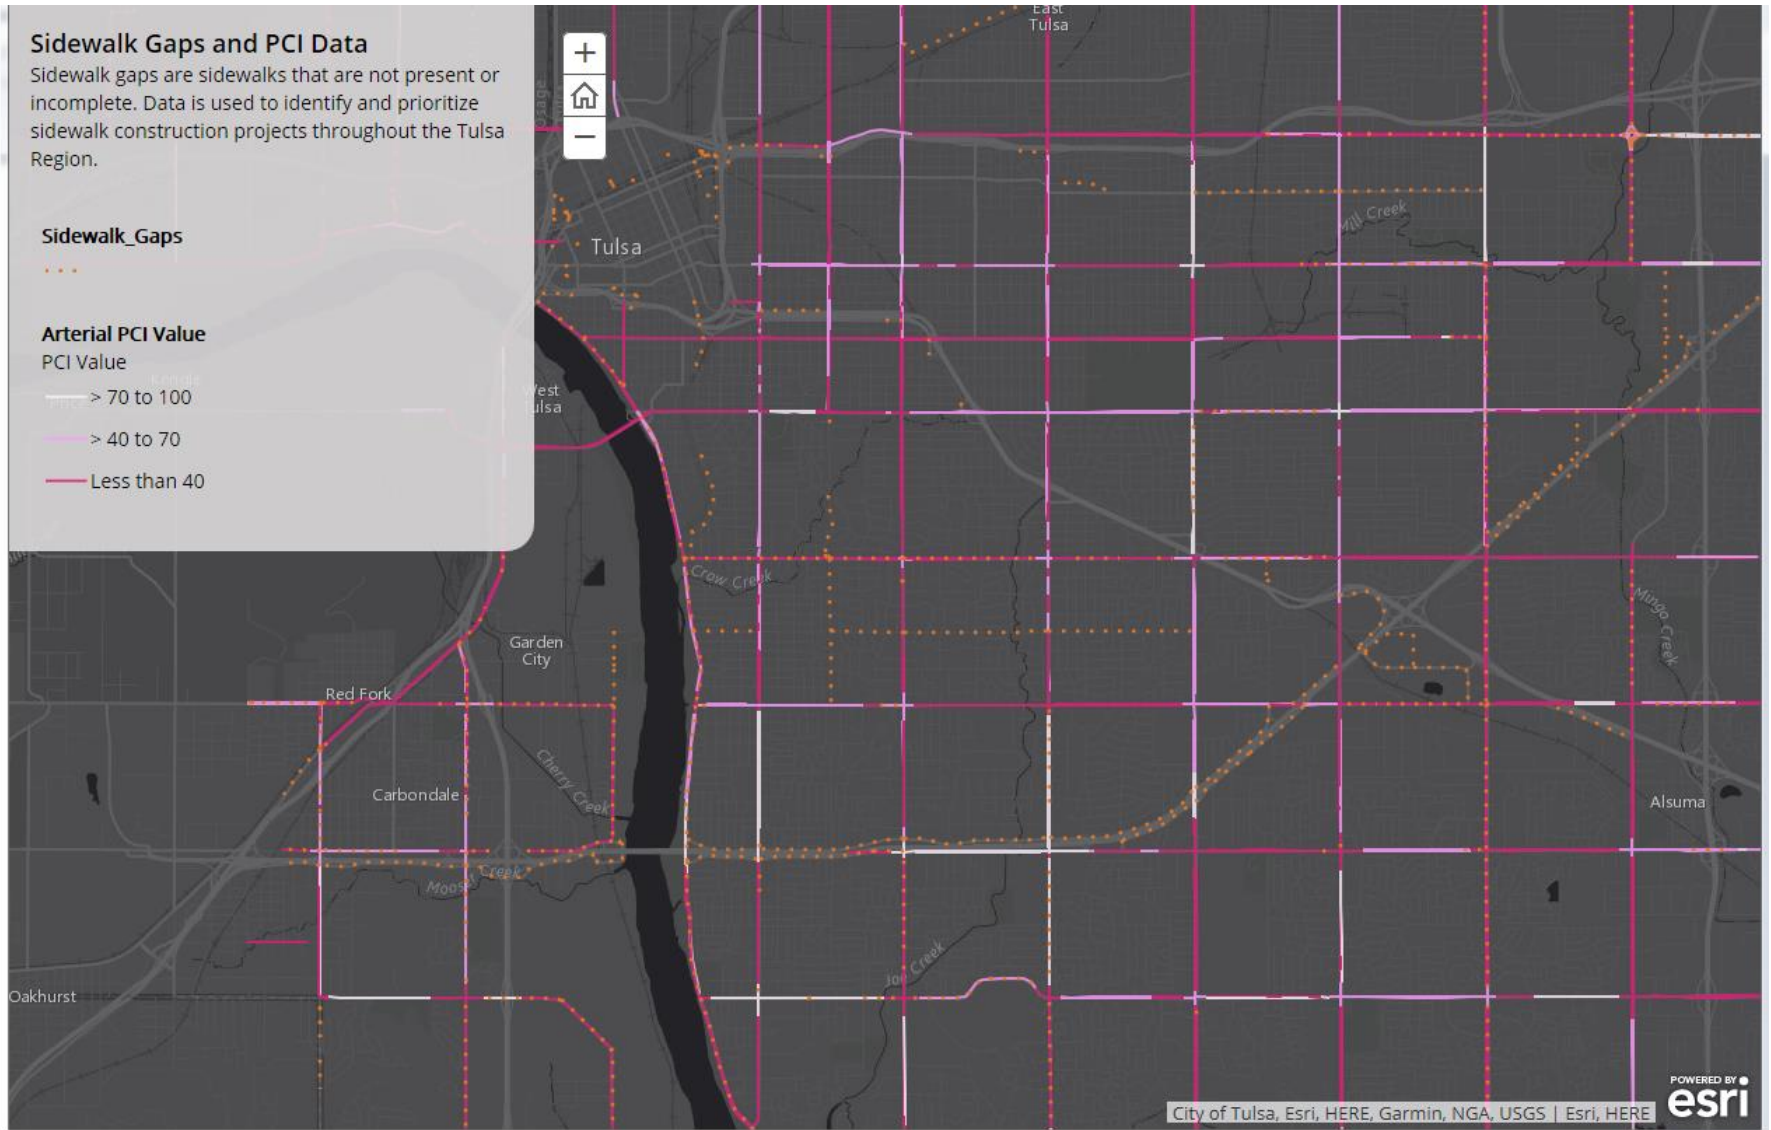 Sidewalk Gaps and PCI Data
Sidewalk gaps are sidewalks that are not present or
incomplete. Data is used to identify and prioritize
sidewalk construction projects throughout the Tulsa
Region.
Sidewalk_Gaps
Arterial PCI Value
PCI Value
> 70 to 100
> 40 to 70
Less than 40
+
−
East
Tulsa
Osage
Tulsa
Mill Creek
West
Tulsa
Crow Creek
Garden
City
Mingo Creek
Red Fork
Cherry Creek
Carbondale
Alsuma
Mooser Creek
Joe Creek
Oakhurst
City of Tulsa, Esri, HERE, Garmin, NGA, USGS | Esri, HERE
POWERED BY
esri